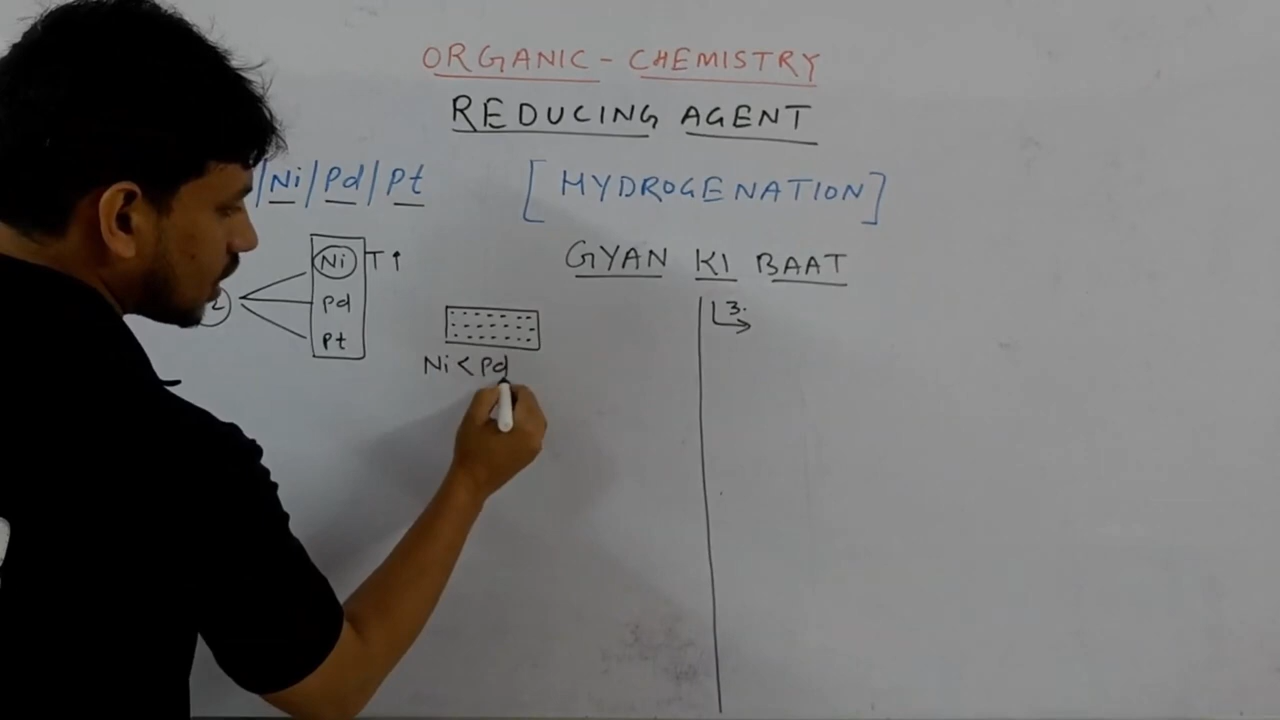 ORGANIC - CHEMISTRY
REDUCING AGENT
/Ni/Pd/Pt [HYDROGENATION]
GYAN KI BAAT
Ni T↑
Pd
Pt
3.
Ni < Pd